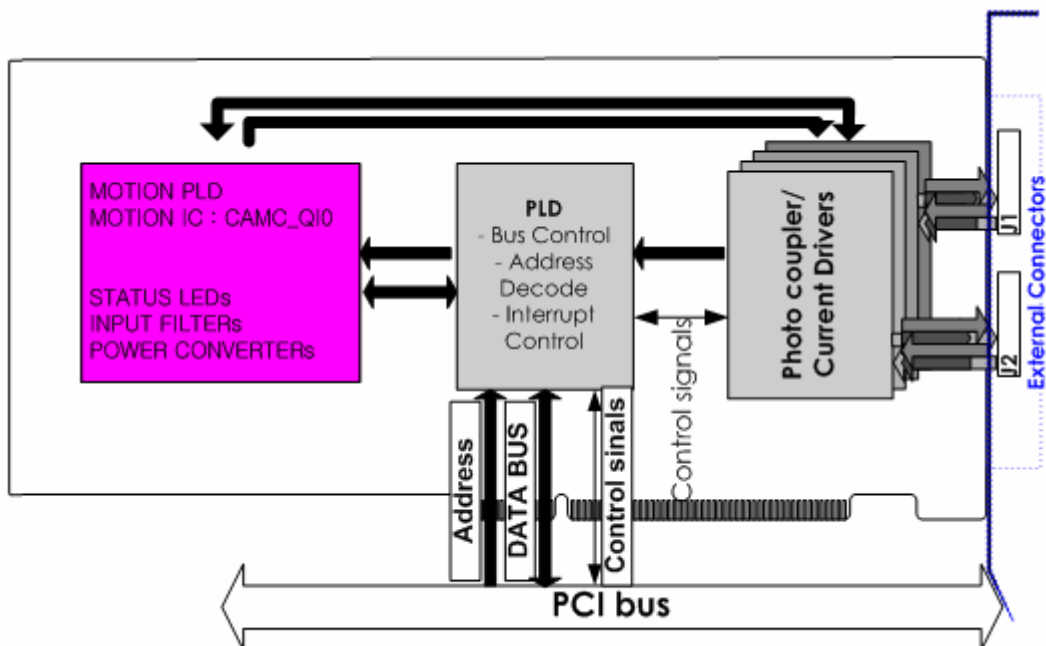 MOTION PLD
MOTION IC : CAMC_QI0
STATUS LEDs
INPUT FILTERs
POWER CONVERTERs
PLD
- Bus Control
- Address
Decode
- Interrupt
Control
Photo coupler/
Current Drivers
J1
J2
External Connectors
Control signals
Address
DATA BUS
Control sinals
PCI bus